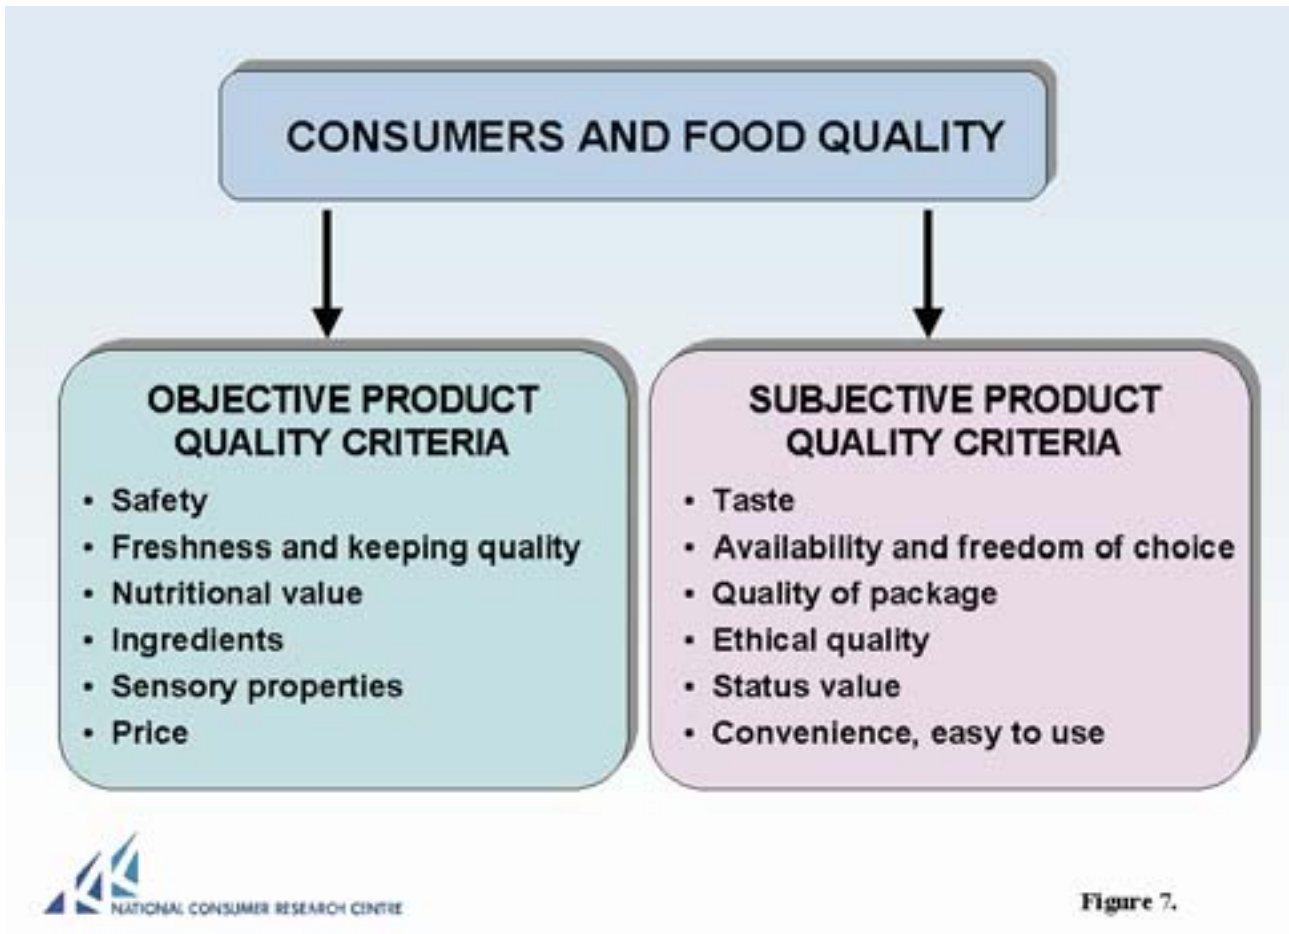 CONSUMERS AND FOOD QUALITY
OBJECTIVE PRODUCT
QUALITY CRITERIA
• Safety
• Freshness and keeping quality
• Nutritional value
• Ingredients
• Sensory properties
• Price
SUBJECTIVE PRODUCT
QUALITY CRITERIA
• Taste
• Availability and freedom of choice
• Quality of package
• Ethical quality
• Status value
• Convenience, easy to use
NATIONAL CONSUMER RESEARCH CENTRE
Figure 7.